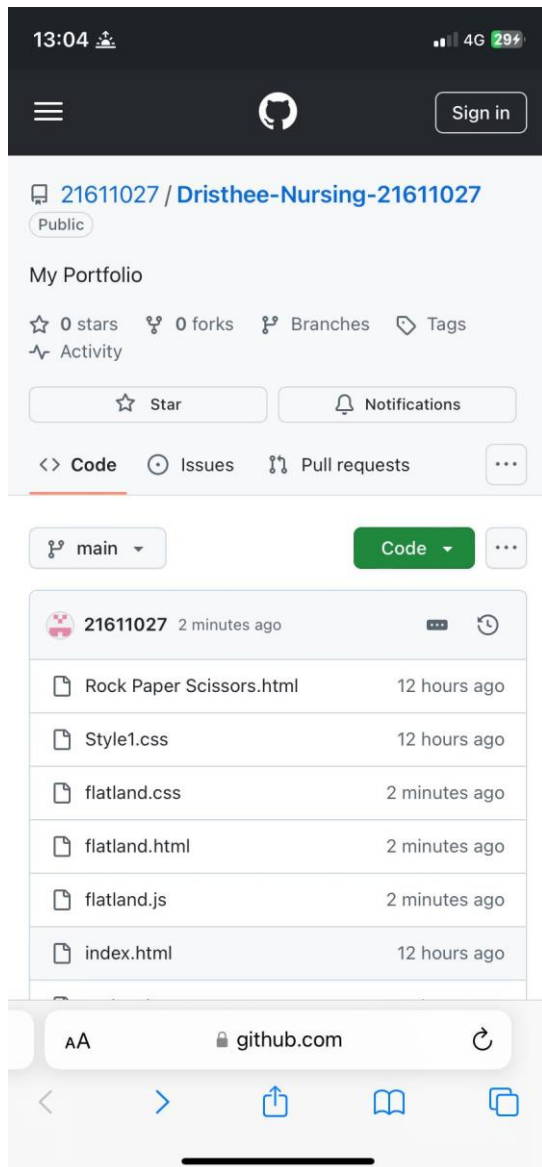 13:04
4G 29
Sign in
21611027 / Dristhee-Nursing-21611027
Public
My Portfolio
0 stars 0 forks Branches Tags
Activity
Star Notifications
<> Code Issues Pull requests ...
main Code ...
21611027 2 minutes ago
Rock Paper Scissors.html 12 hours ago
Style1.css 12 hours ago
flatland.css 2 minutes ago
flatland.html 2 minutes ago
flatland.js 2 minutes ago
index.html 12 hours ago
AA github.com